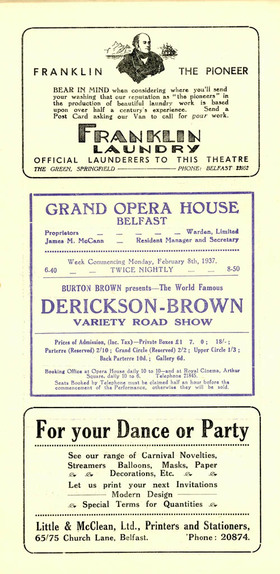 FRANKLIN THE PIONEER
BEAR IN MIND when considering where you'll send
your washing that our reputation as "the pioneers" in
the production of beautiful laundry work is based
upon over half a century's experience. Send a
Post Card asking our Van to call for your work.
FRANKLIN
LAUNDRY
OFFICIAL LAUNDERERS TO THIS THEATRE
THE GREEN, SPRINGFIELD PHONE: BELFAST
GRAND OPERA HOUSE
BELFAST
Proprietors — — — Warden, Limited
James M. McCann — Resident Manager and Secretary
Week Commencing Monday, February 8th, 1937.
6-40 — — TWICE NIGHTLY — — 8-50
BURTON BROWN presents—The World Famous
DERICKSON-BROWN
VARIETY ROAD SHOW
Prices of Admission, (Inc. Tax)—Private Boxes £1 7. 0; 18/-;
Parterre (Reserved) 2/10; Grand Circle (Reserved) 2/2; Upper Circle 1/3;
Back Parterre 10d.; Gallery 6d.
Booking Office at Opera House daily 10 to 10—and at Royal Cinema, Arthur
Square, daily 10 to 6. Telephone 21845.
Seats Booked by Telephone must be claimed half an hour before the
commencement of the Performance, otherwise they will be sold.
For your Dance or Party
See our range of Carnival Novelties,
Streamers Balloons, Masks, Paper
Decorations, Etc.
Let us print your next Invitations
Modern Design
Special Terms for Quantities
Little & McClean, Ltd., Printers and Stationers,
65/75 Church Lane, Belfast. 'Phone: 20874.